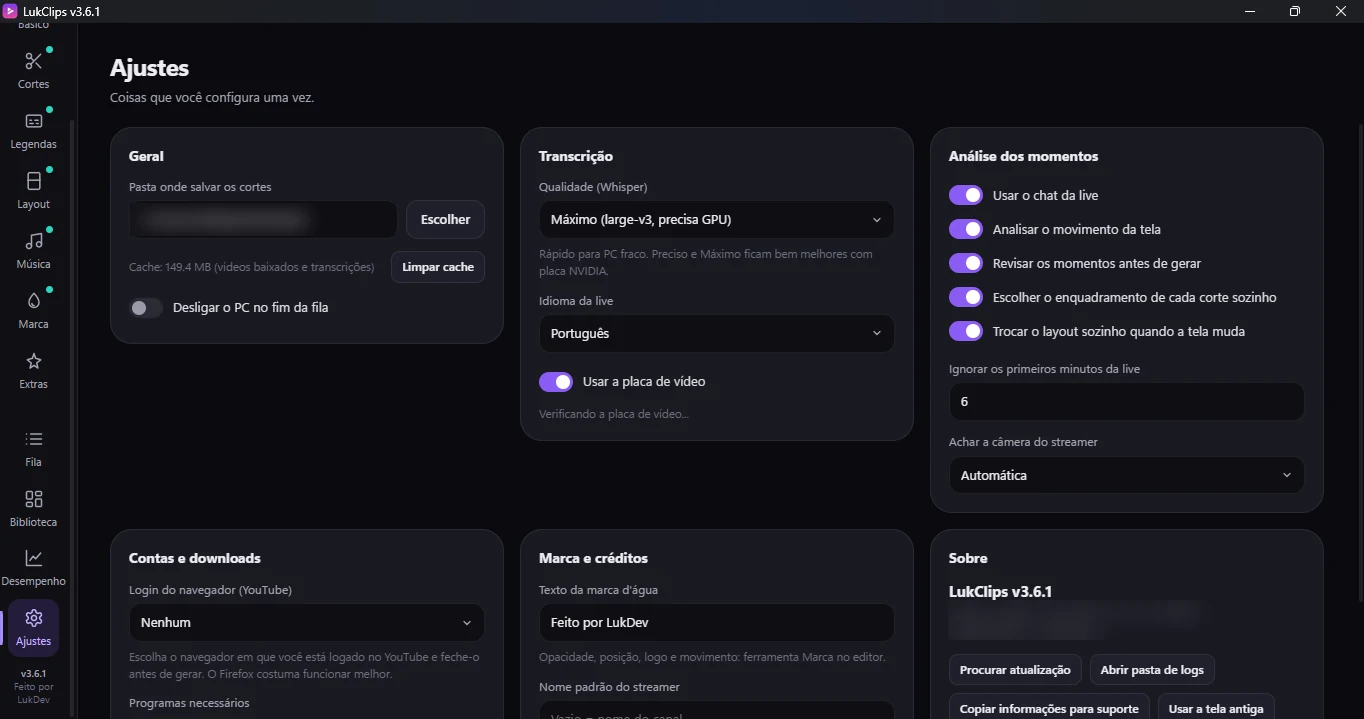 LukClips v3.6.1
Básico
Cortes
Legendas
Layout
Música
Marca
Extras
Fila
Biblioteca
Desempenho
Ajustes
v3.6.1
Feito por
LukDev
Ajustes
Coisas que você configura uma vez.
Geral
Pasta onde salvar os cortes
Escolher
Cache: 149.4 MB (vídeos baixados e transcrições)
Limpar cache
Desligar o PC no fim da fila
Transcrição
Qualidade (Whisper)
Máximo (large-v3, precisa GPU)
Rápido para PC fraco. Preciso e Máximo ficam bem melhores com
placa NVIDIA.
Idioma da live
Português
Usar a placa de vídeo
Verificando a placa de vídeo...
Análise dos momentos
Usar o chat da live
Analisar o movimento da tela
Revisar os momentos antes de gerar
Escolher o enquadramento de cada corte sozinho
Trocar o layout sozinho quando a tela muda
Ignorar os primeiros minutos da live
6
Achar a câmera do streamer
Automática
Contas e downloads
Login do navegador (YouTube)
Nenhum
Escolha o navegador em que você está logado no YouTube e feche-o
antes de gerar. O Firefox costuma funcionar melhor.
Programas necessários
Marca e créditos
Texto da marca d'água
Feito por LukDev
Opacidade, posição, logo e movimento: ferramenta Marca no editor.
Nome padrão do streamer
Vazio = nome do canal
Sobre
LukClips v3.6.1
Procurar atualização
Abrir pasta de logs
Copiar informações para suporte
Usar a tela antiga